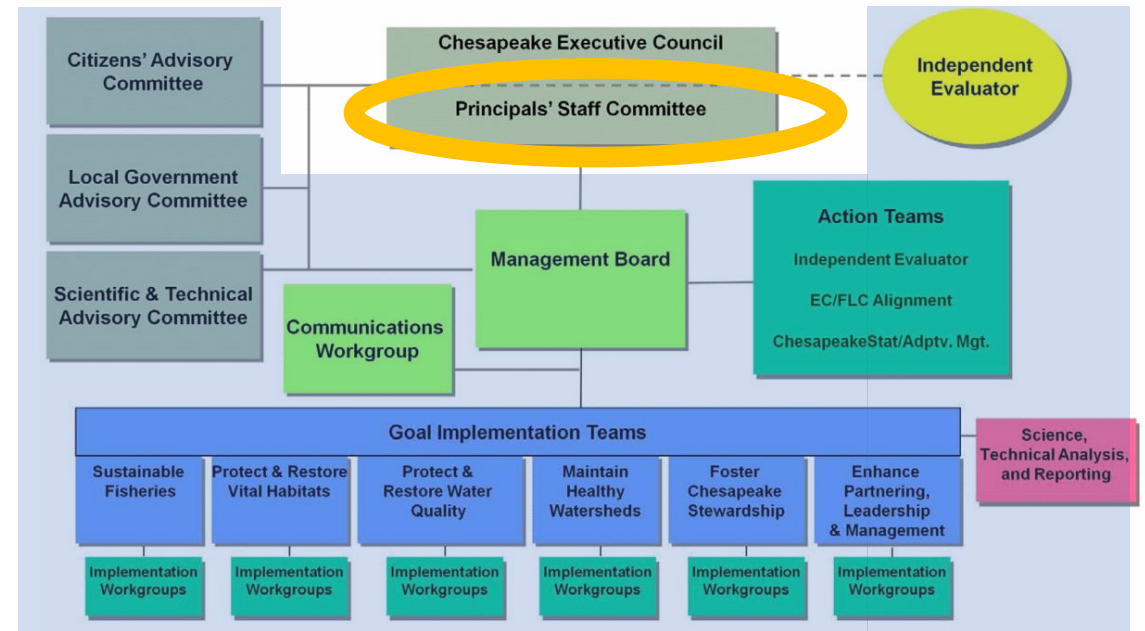 Citizens' Advisory
Committee
Chesapeake Executive Council
Principals' Staff Committee
Independent
Evaluator
Local Government
Advisory Committee
Scientific & Technical
Advisory Committee
Management Board
Action Teams
Independent Evaluator
EC/FLC Alignment
ChesapeakeStat/Adptv. Mgt.
Communications
Workgroup
Goal Implementation Teams
Sustainable
Fisheries
Protect & Restore
Vital Habitats
Protect &
Restore Water
Quality
Maintain
Healthy
Watersheds
Foster
Chesapeake
Stewardship
Enhance
Partnering,
Leadership
& Management
Science,
Technical Analysis,
and Reporting
Implementation
Workgroups
Implementation
Workgroups
Implementation
Workgroups
Implementation
Workgroups
Implementation
Workgroups
Implementation
Workgroups